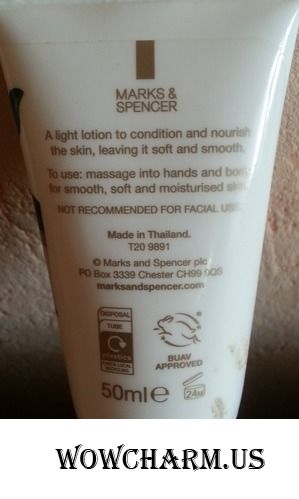 MARKS &
SPENCER
A light lotion to condition and nourish
the skin, leaving it soft and smooth.
To use: massage into hands and body
for smooth, soft and moisturised skin.
NOT RECOMMENDED FOR FACIAL USE.
Made in Thailand.
T20 9891
© Marks and Spencer plc
PO Box 3339 Chester CH99 9QS
marksandspencer.com
DISPOSAL
TUBE
plastics
CHECK LOCAL
RECYCLING
BUAV
APPROVED
50ml e
24M
WOWCHARM.US